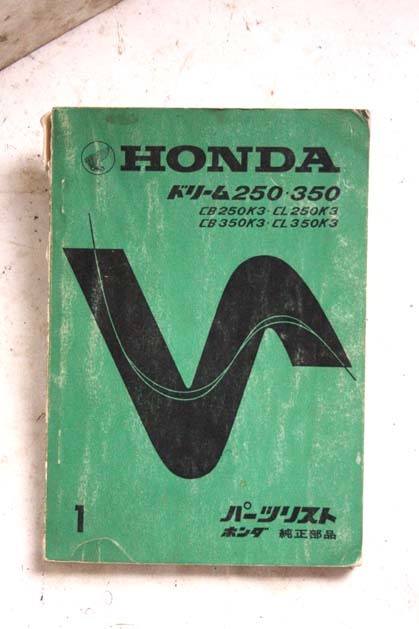 HONDA
ドリーム250・350
CB250K3・CL250K3
CB350K3・CL350K3
1
パーツリスト
ホンダ 純正部品